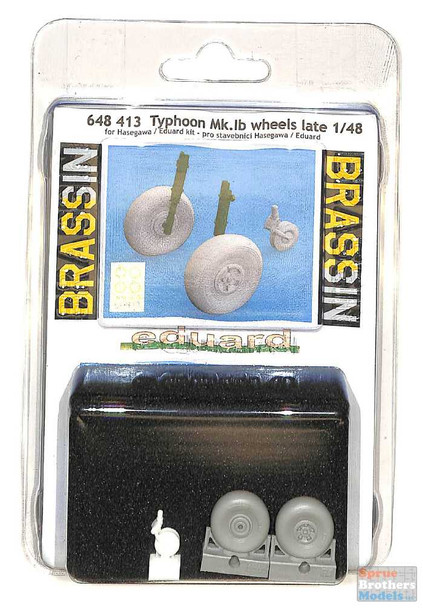 648 413 Typhoon Mk.Ib wheels late 1/48
for Hasegawa / Eduard kit - pro stavebnici Hasegawa / Eduard
BRASSIN
BRASSIN
eduard
Sprue
Brothers
Models